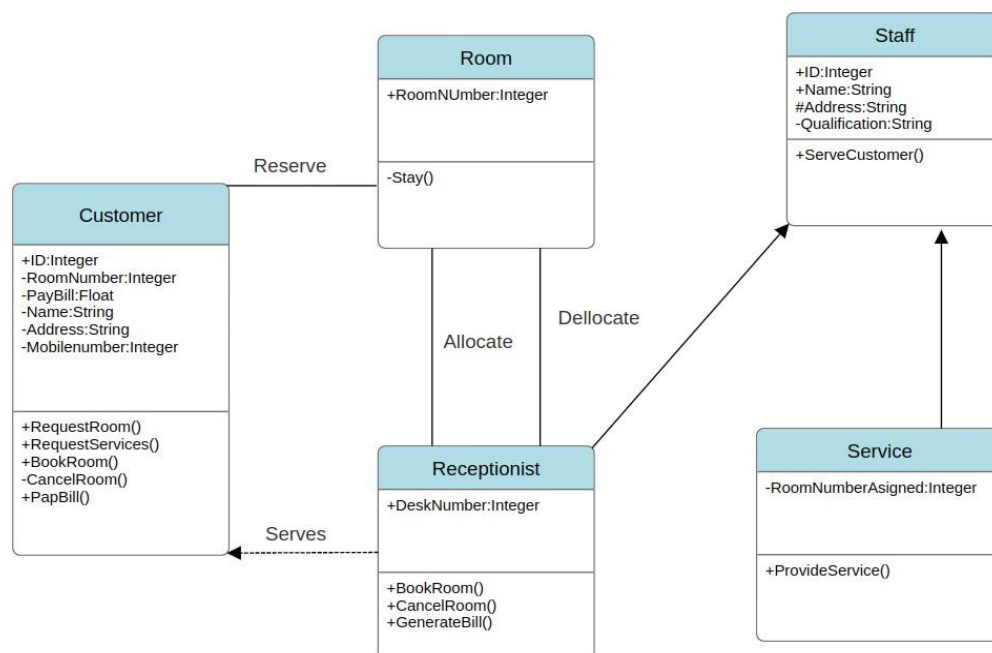 Room
+RoomNUmber:Integer
-Stay()
Staff
+ID:Integer
+Name:String
#Address:String
-Qualification:String
+ServeCustomer()
Reserve
Customer
+ID:Integer
-RoomNumber:Integer
-PayBill:Float
-Name:String
-Address:String
-Mobilenumber:Integer
+RequestRoom()
+RequestServices()
+BookRoom()
-CancelRoom()
+PapBill()
Allocate
Dellocate
Serves
Receptionist
+DeskNumber:Integer
+BookRoom()
+CancelRoom()
+GenerateBill()
Service
-RoomNumberAsigned:Integer
+ProvideService()